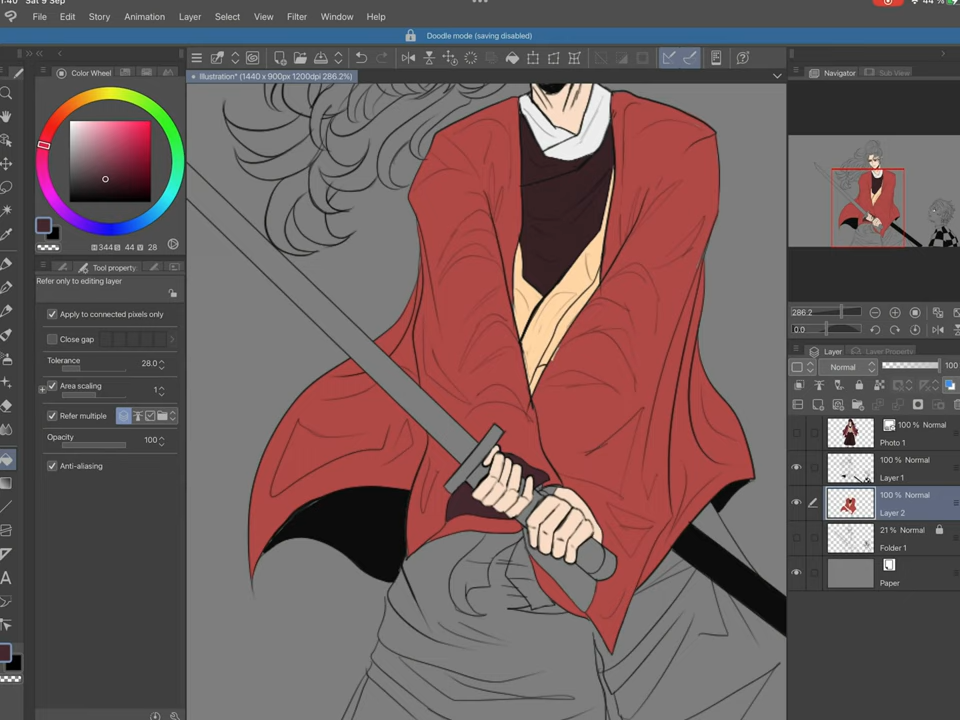 1:40 Sat 9 Sep 44 %
File Edit Story Animation Layer Select View Filter Window Help
Doodle mode (saving disabled)
Illustration* (1440 x 900px 1200dpi 286.2%)
Color Wheel
344 44 28
Tool property
Refer only to editing layer
Apply to connected pixels only
Close gap
Tolerance 28.0
Area scaling 1
Refer multiple
Opacity 100
Anti-aliasing
Navigator Sub View
286.2
0.0
Layer Layer Property
Normal 100
100 % Normal
Photo 1
100 % Normal
Layer 1
100 % Normal
Layer 2
21 % Normal
Folder 1
Paper